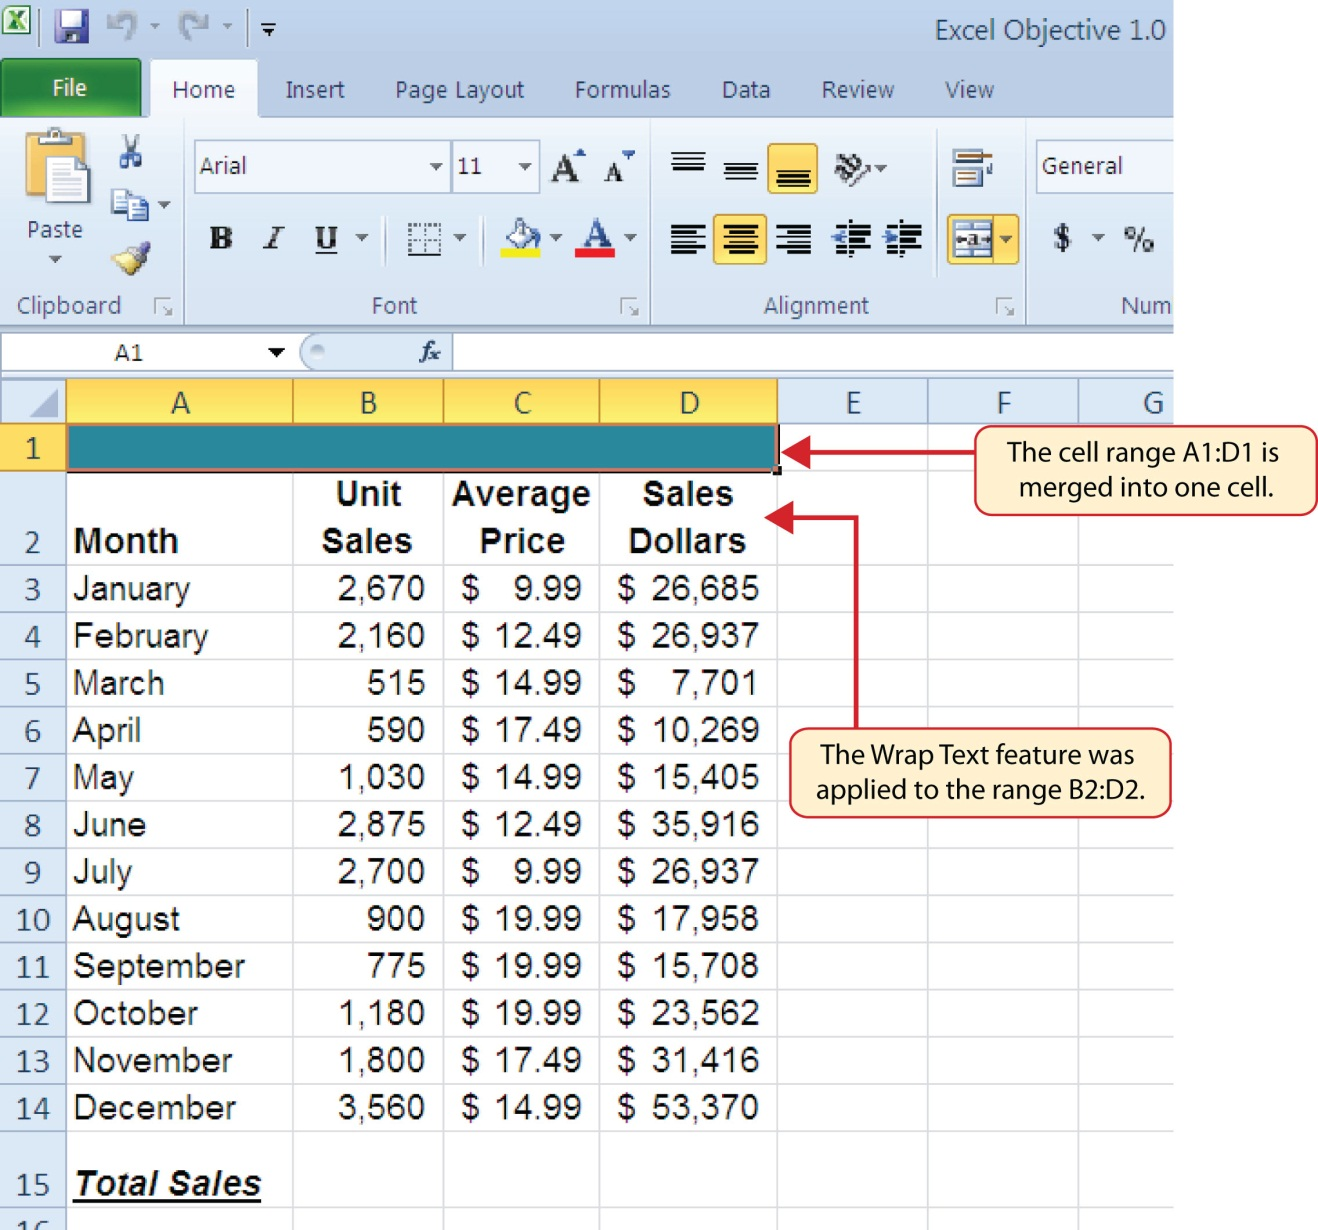 Excel Objective 1.0
File Home Insert Page Layout Formulas Data Review View
Arial 11 General
Paste B I U $ %
Clipboard Font Alignment Num
A1 fx
A B C D E F G
1
The cell range A1:D1 is
merged into one cell.
Unit Average Sales
2 Month Sales Price Dollars
3 January 2,670 $ 9.99 $ 26,685
4 February 2,160 $ 12.49 $ 26,937
5 March 515 $ 14.99 $ 7,701
6 April 590 $ 17.49 $ 10,269
The Wrap Text feature was
applied to the range B2:D2.
7 May 1,030 $ 14.99 $ 15,405
8 June 2,875 $ 12.49 $ 35,916
9 July 2,700 $ 9.99 $ 26,937
10 August 900 $ 19.99 $ 17,958
11 September 775 $ 19.99 $ 15,708
12 October 1,180 $ 19.99 $ 23,562
13 November 1,800 $ 17.49 $ 31,416
14 December 3,560 $ 14.99 $ 53,370
15 Total Sales